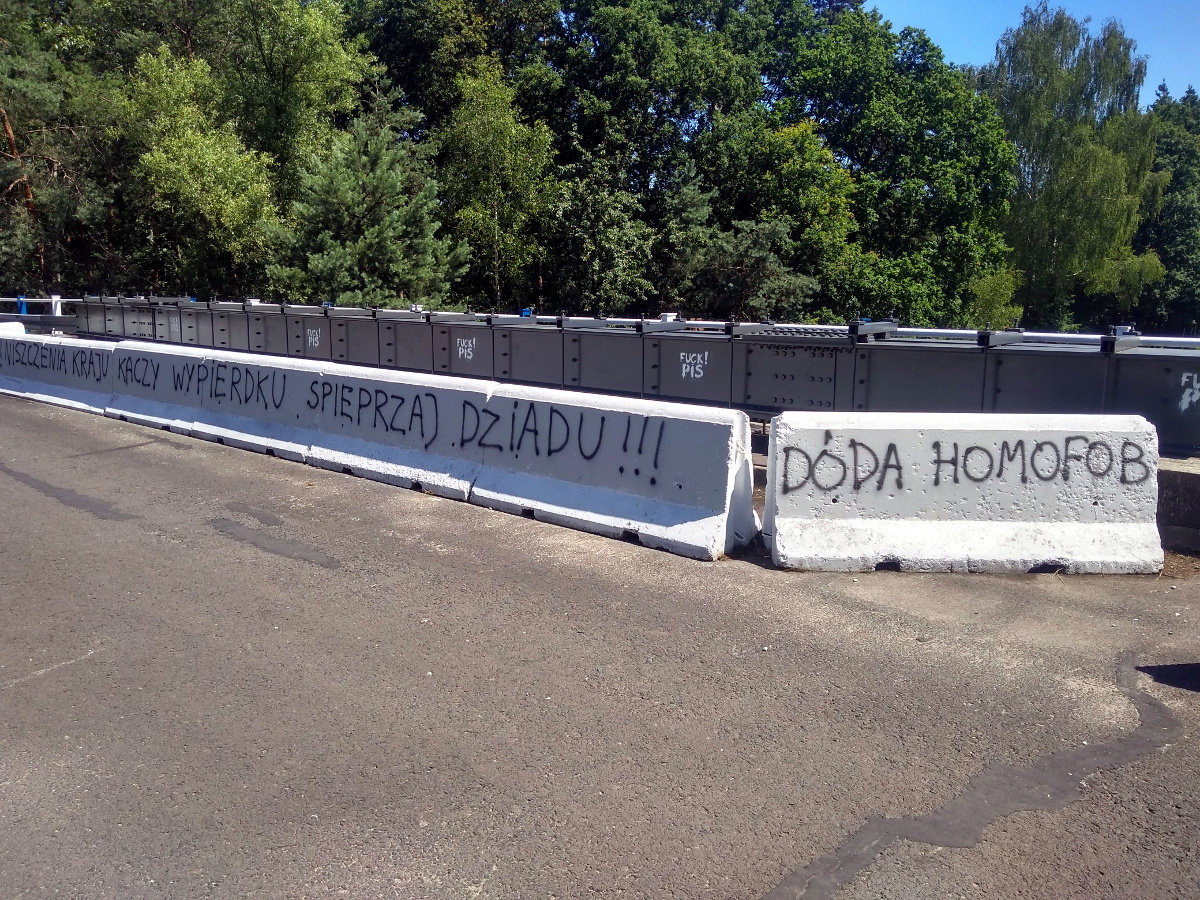 FUCK!
PIS
FUCK!
PIS
FUCK!
PIS
NISZCZENIA KRAJU KACZY WYPIERDKU . SPIEPRZAJ DZIADU!!!
DÓDA HOMOFOB